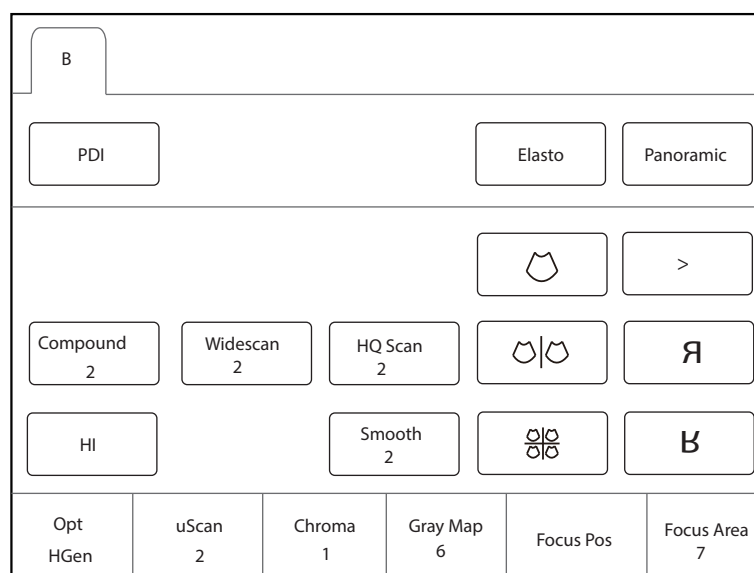 B
PDI
Elasto
Panoramic
>
Compound
2
Widescan
2
HQ Scan
2
Я
HI
Smooth
2
R
Opt
HGen
uScan
2
Chroma
1
Gray Map
6
Focus Pos
Focus Area
7